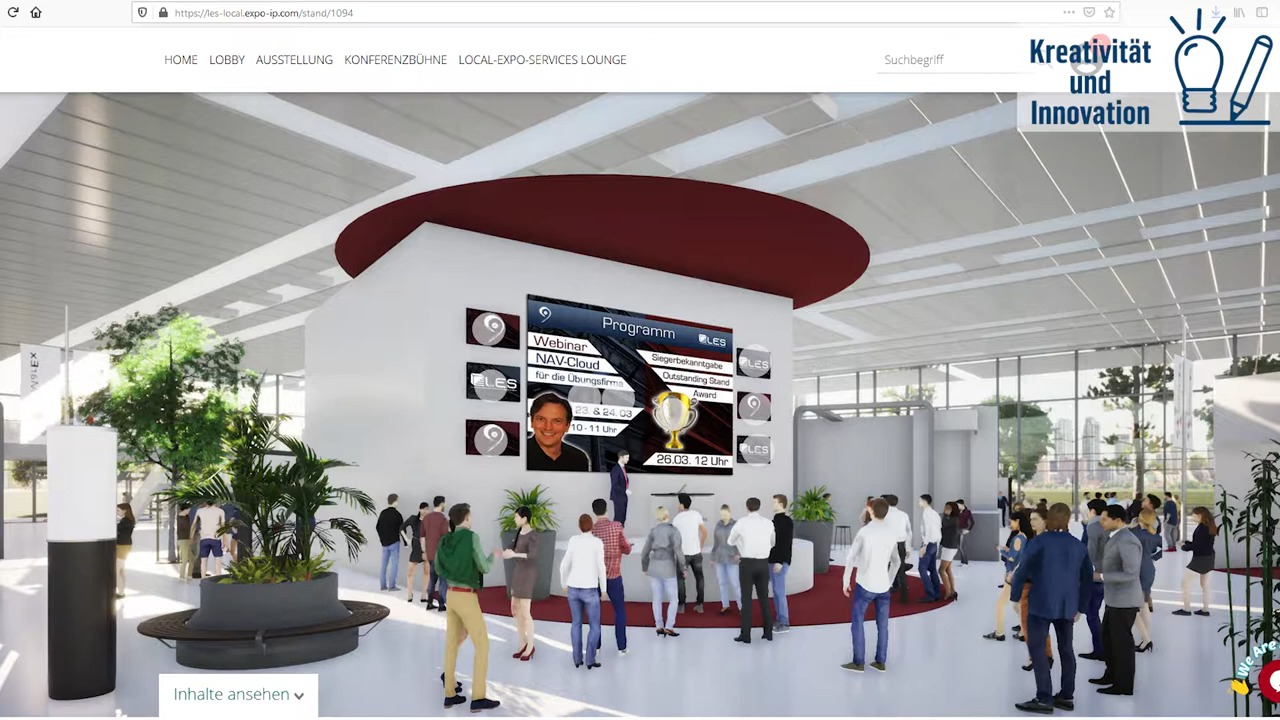 https://les-local.expo-ip.com/stand/1094
HOME LOBBY AUSSTELLUNG KONFERENZBÜHNE LOCAL-EXPO-SERVICES LOUNGE
Suchbegriff
Kreativität
und
Innovation
Programm
LES
Webinar
NAV-Cloud
für die Übungsfirma
23. & 24. 03
10 - 11 Uhr
Siegerbekanntgabe
Outstanding Stand
Award
26.03. 12 Uhr
LES
LES
LES
We Are
Inhalte ansehen